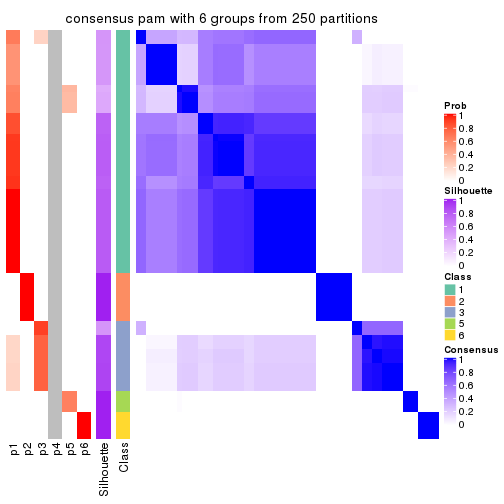 consensus pam with 6 groups from 250 partitions
Prob
1
0.8
0.6
0.4
0.2
0
Silhouette
1
0.8
0.6
0.4
0.2
0
Class
1
2
3
5
6
Consensus
1
0.8
0.6
0.4
0.2
0
p1
p2
p3
p4
p5
p6
Silhouette
Class